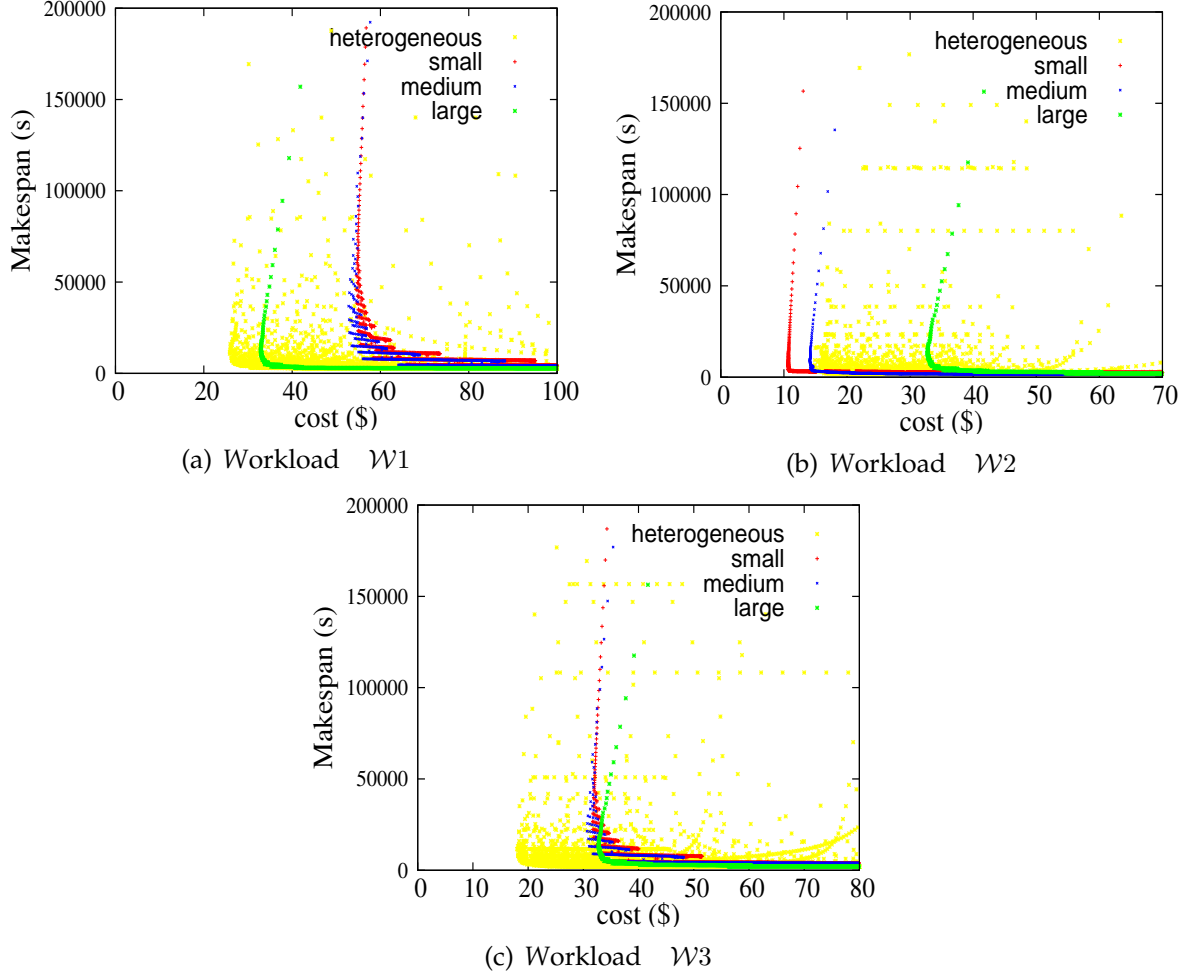 200000
150000
100000
50000
0
Makespan (s)
heterogeneous
small
medium
large
0 20 40 60 80 100
cost ($)
(a) Workload W1
200000
150000
100000
50000
0
Makespan (s)
heterogeneous
small
medium
large
0 10 20 30 40 50 60 70
cost ($)
(b) Workload W2
200000
150000
100000
50000
0
Makespan (s)
heterogeneous
small
medium
large
0 10 20 30 40 50 60 70 80
cost ($)
(c) Workload W3